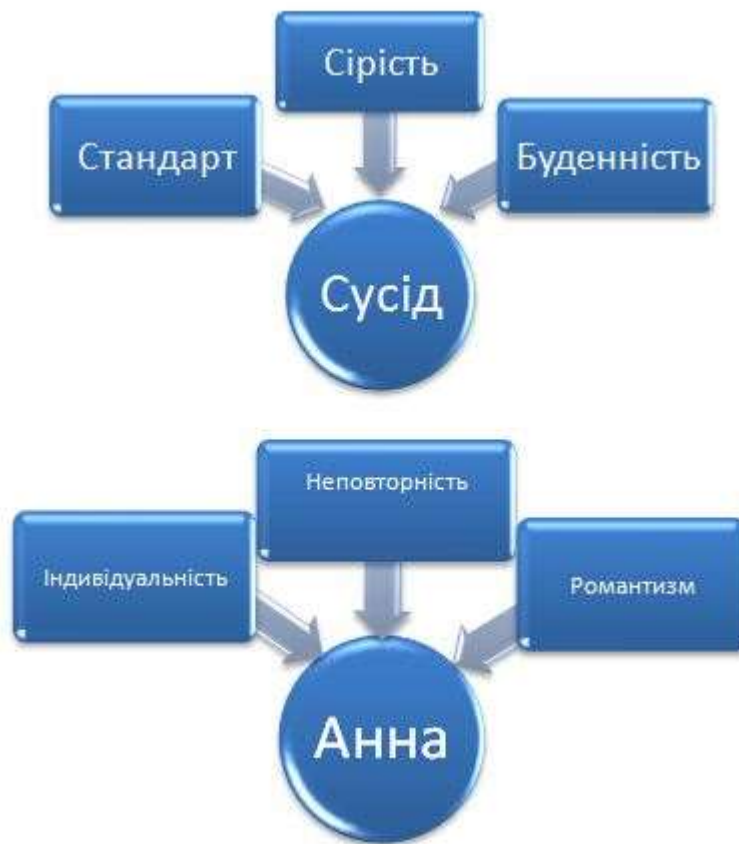 Сірість
Стандарт
Буденність
Сусід
Неповторність
Індивідуальність
Романтизм
Анна